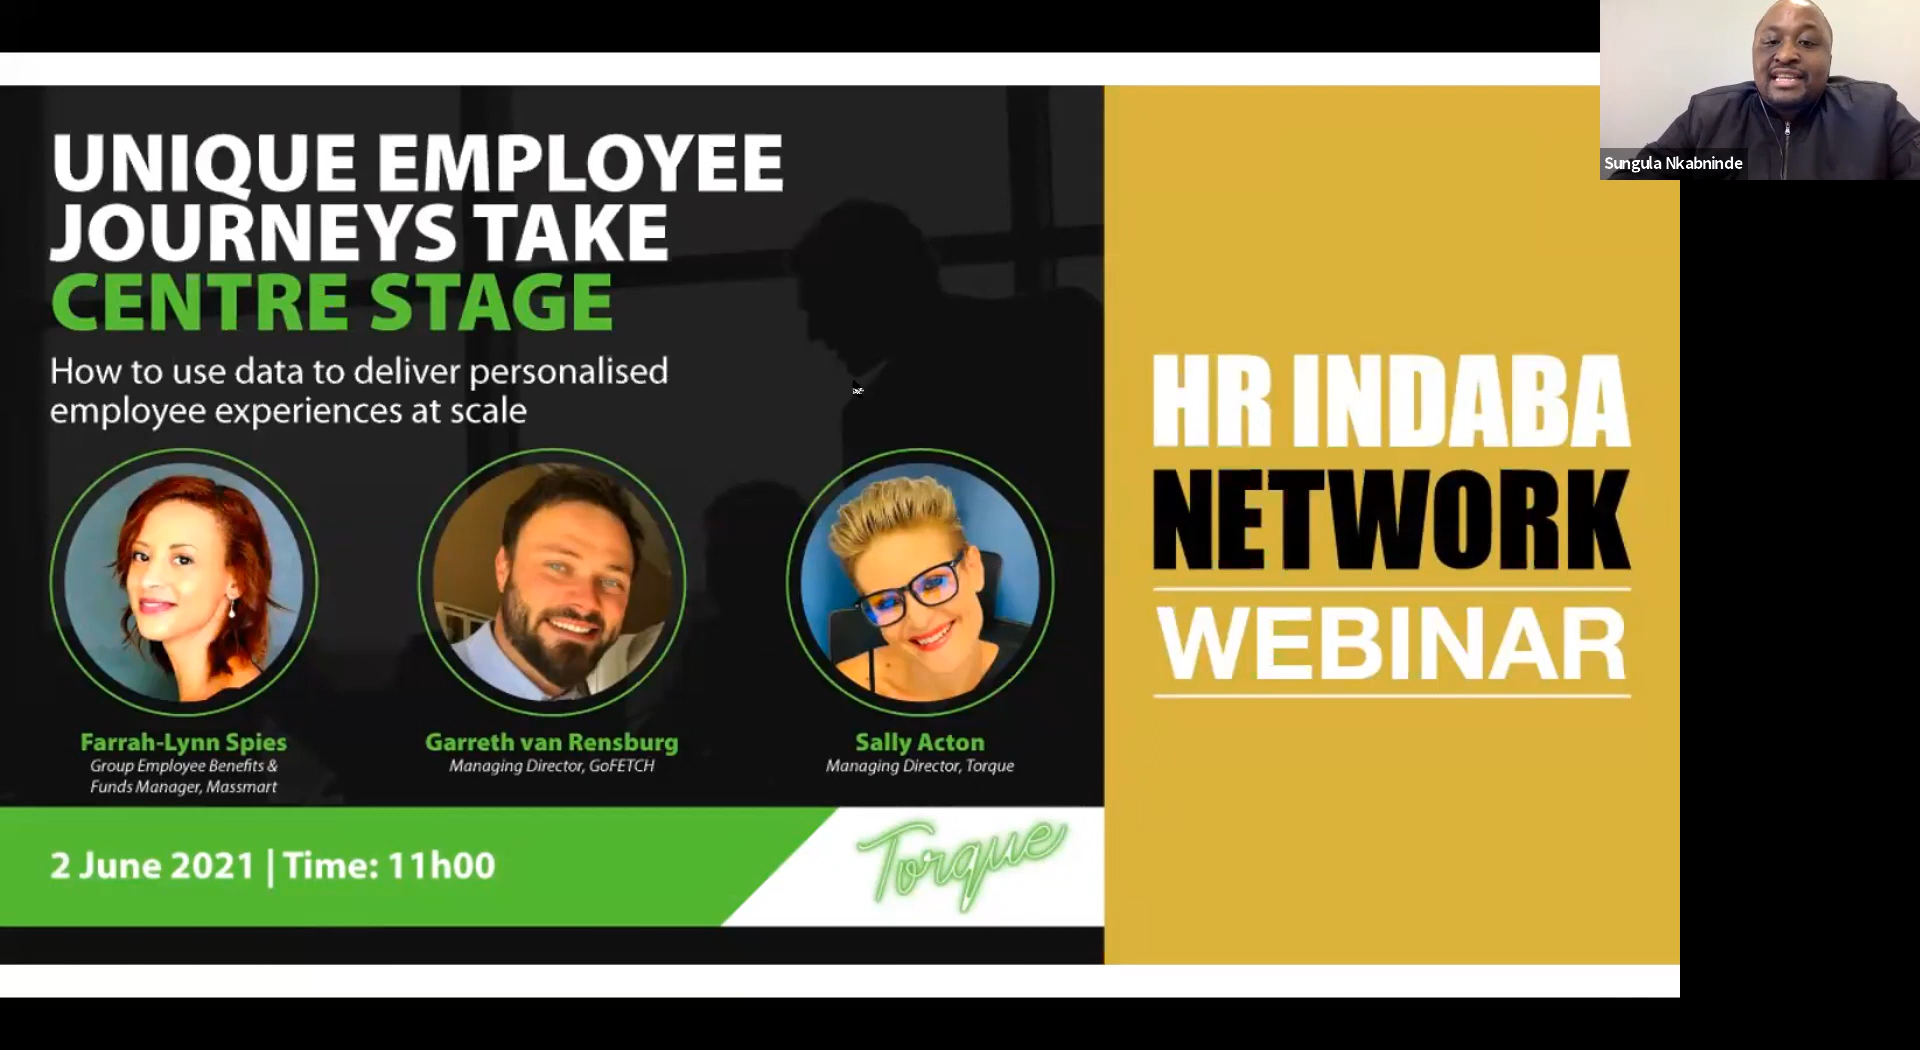 UNIQUE EMPLOYEE
JOURNEYS TAKE
CENTRE STAGE
How to use data to deliver personalised
employee experiences at scale
Farrah-Lynn Spies
Group Employee Benefits &
Funds Manager, Massmart
Garreth van Rensburg
Managing Director, GoFETCH
Sally Acton
Managing Director, Torque
2 June 2021 | Time: 11h00
Torque
HR INDABA
NETWORK
WEBINAR
Sungula Nkabninde